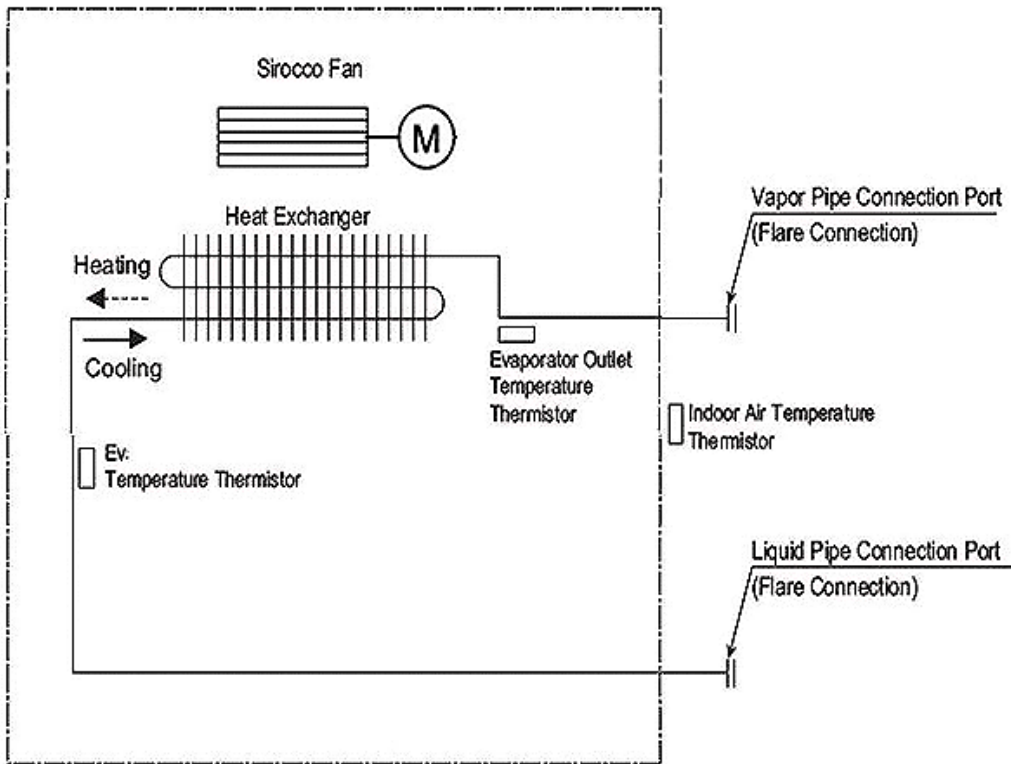 Sirocco Fan
M
Heat Exchanger
Heating
Cooling
Vapor Pipe Connection Port
(Flare Connection)
Evaporator Outlet
Temperature
Thermistor
Indoor Air Temperature
Thermistor
Ev.
Temperature Thermistor
Liquid Pipe Connection Port
(Flare Connection)